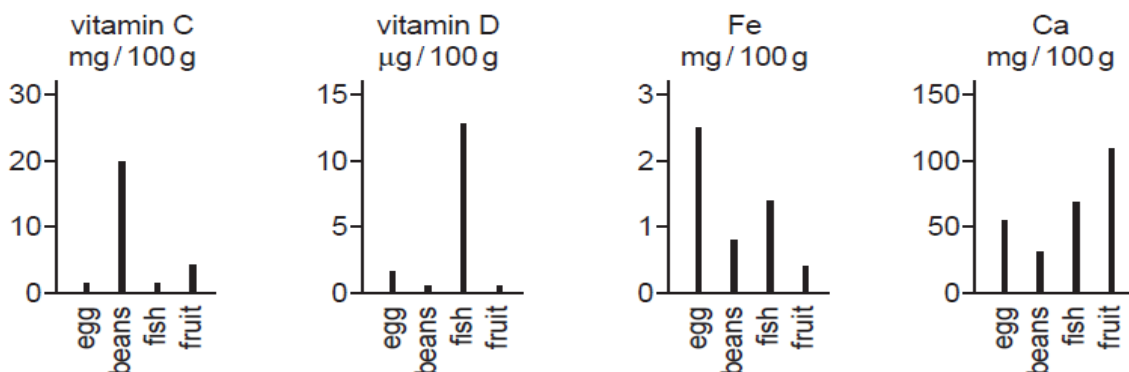 vitamin C
mg / 100 g
30
20
10
0
egg
beans
fish
fruit
vitamin D
μg / 100 g
15
10
5
0
egg
beans
fish
fruit
Fe
mg / 100 g
3
2
1
0
egg
beans
fish
fruit
Ca
mg / 100 g
150
100
50
0
egg
beans
fish
fruit